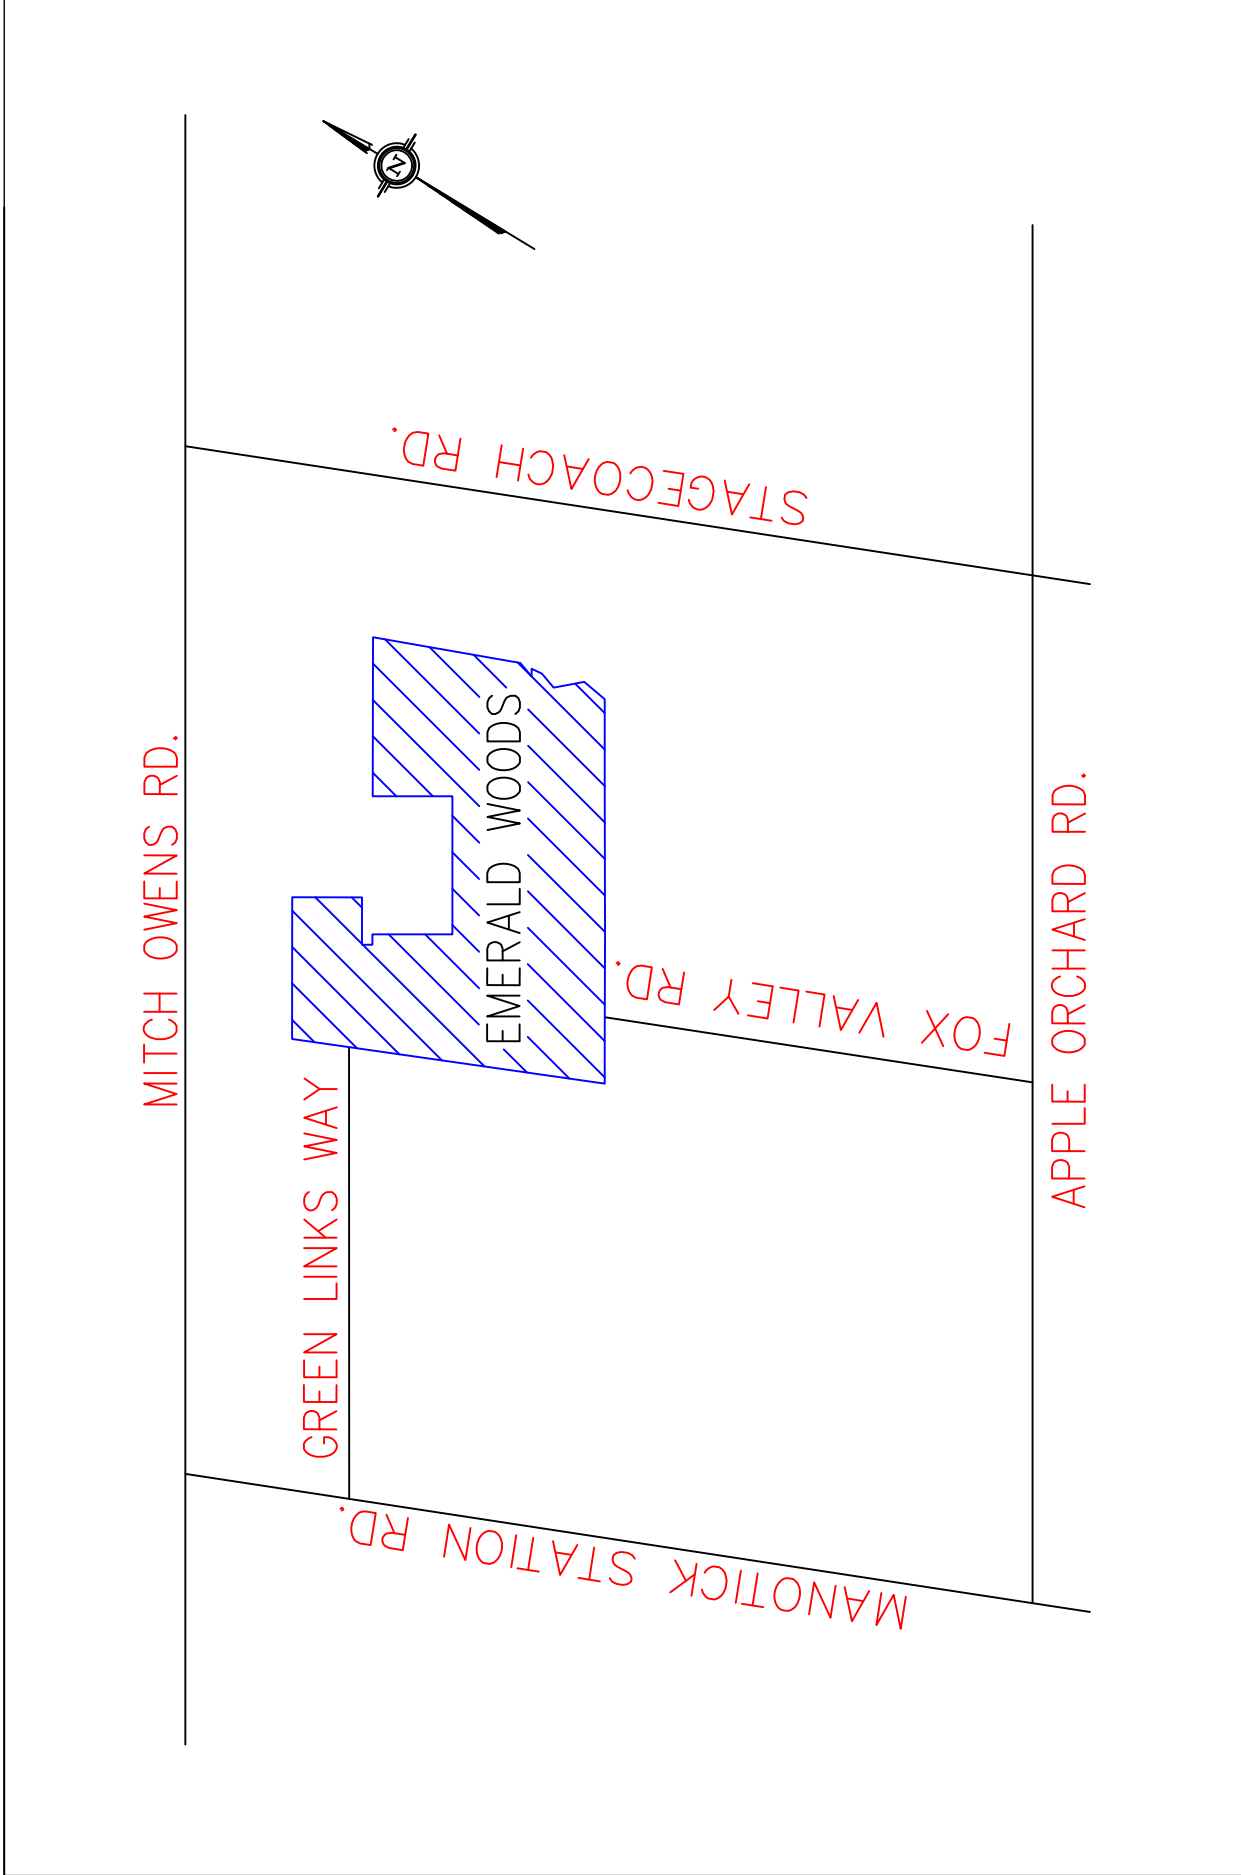 N
STAGECOACH RD.
MITCH OWENS RD.
EMERALD WOODS
FOX VALLEY RD.
APPLE ORCHARD RD.
GREEN LINKS WAY
MANOTICK STATION RD.